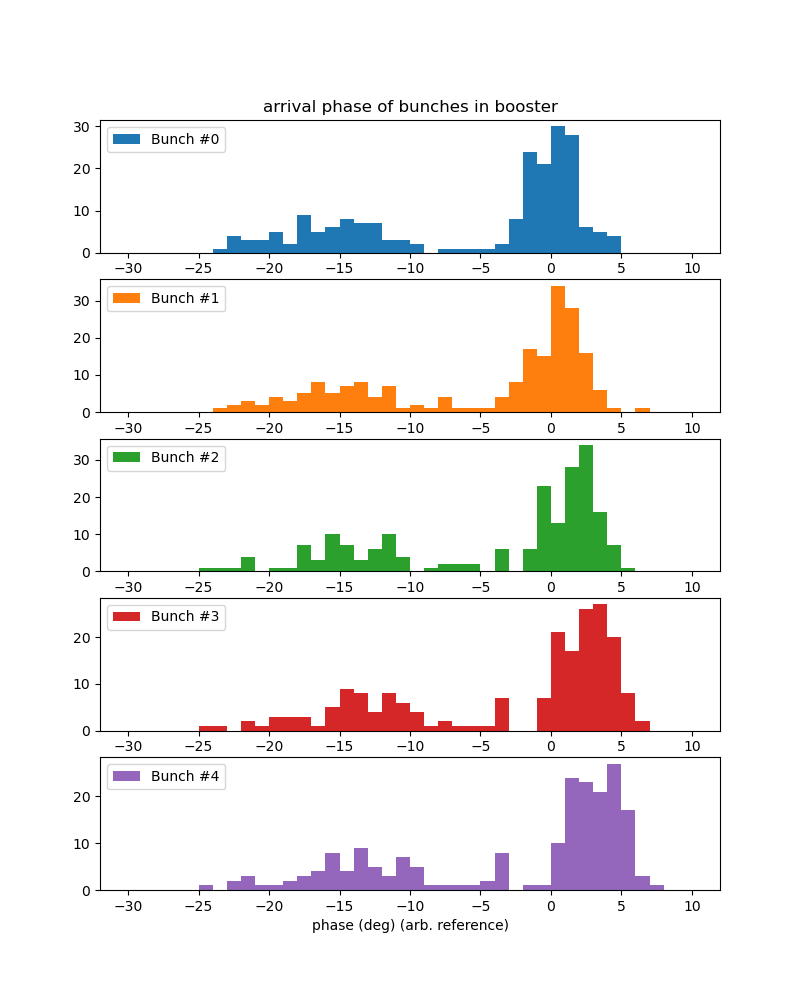 arrival phase of bunches in booster
30
20
10
0
Bunch #0
−30 −25 −20 −15 −10 −5 0 5 10
30
20
10
0
Bunch #1
−30 −25 −20 −15 −10 −5 0 5 10
30
20
10
0
Bunch #2
−30 −25 −20 −15 −10 −5 0 5 10
20
10
0
Bunch #3
−30 −25 −20 −15 −10 −5 0 5 10
20
10
0
Bunch #4
−30 −25 −20 −15 −10 −5 0 5 10
phase (deg) (arb. reference)